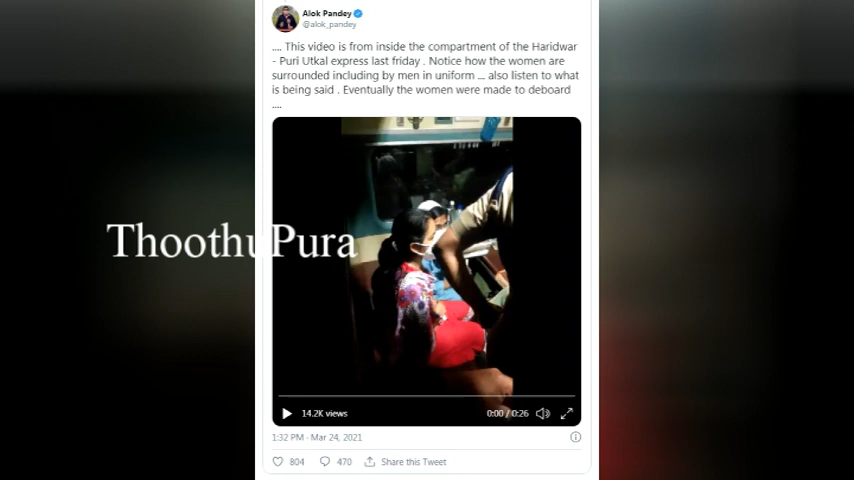 Alok Pandey
@alok_pandey
.... This video is from inside the compartment of the Haridwar
- Puri Utkal express last friday . Notice how the women are
surrounded including by men in uniform ... also listen to what
is being said . Eventually the women were made to deboard
....
ThoothuPura
14.2K views
0:00 / 0:26
1:32 PM · Mar 24, 2021
804
470
Share this Tweet